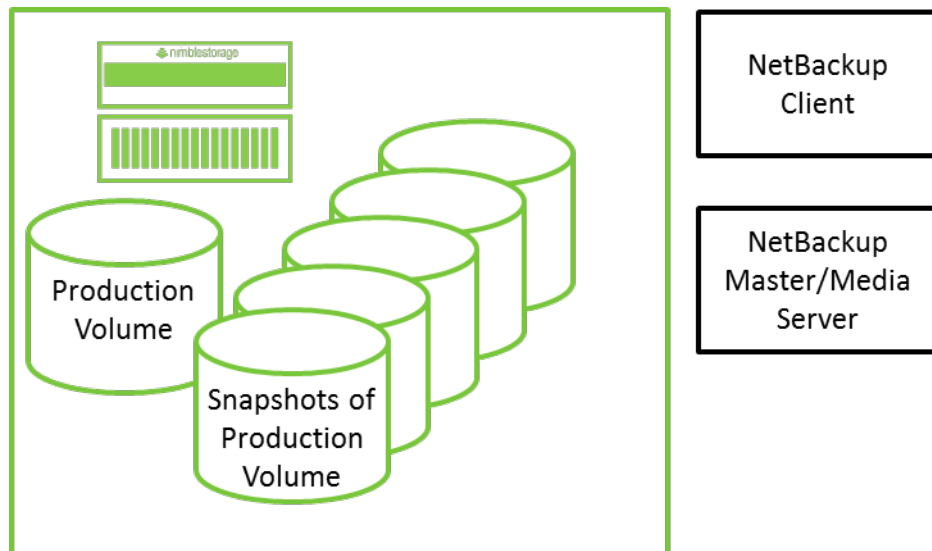 nimblestorage
NetBackup
Client
NetBackup
Master/Media
Server
Production
Volume
Snapshots of
Production
Volume